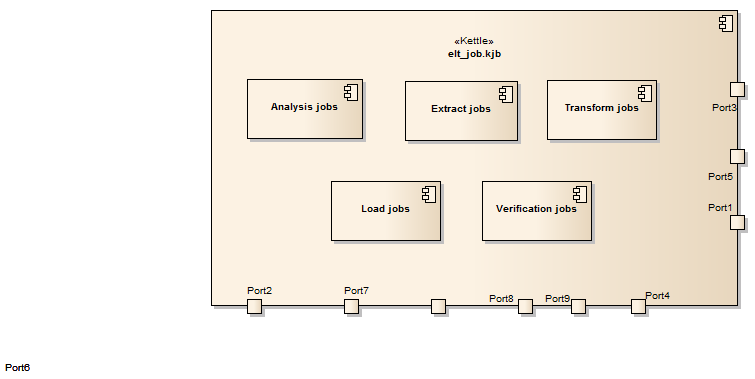 «Kettle»
elt_job.kjb
Analysis jobs
Extract jobs
Transform jobs
Port3
Port5
Load jobs
Verification jobs
Port1
Port2
Port7
Port8
Port9
Port4
Port6